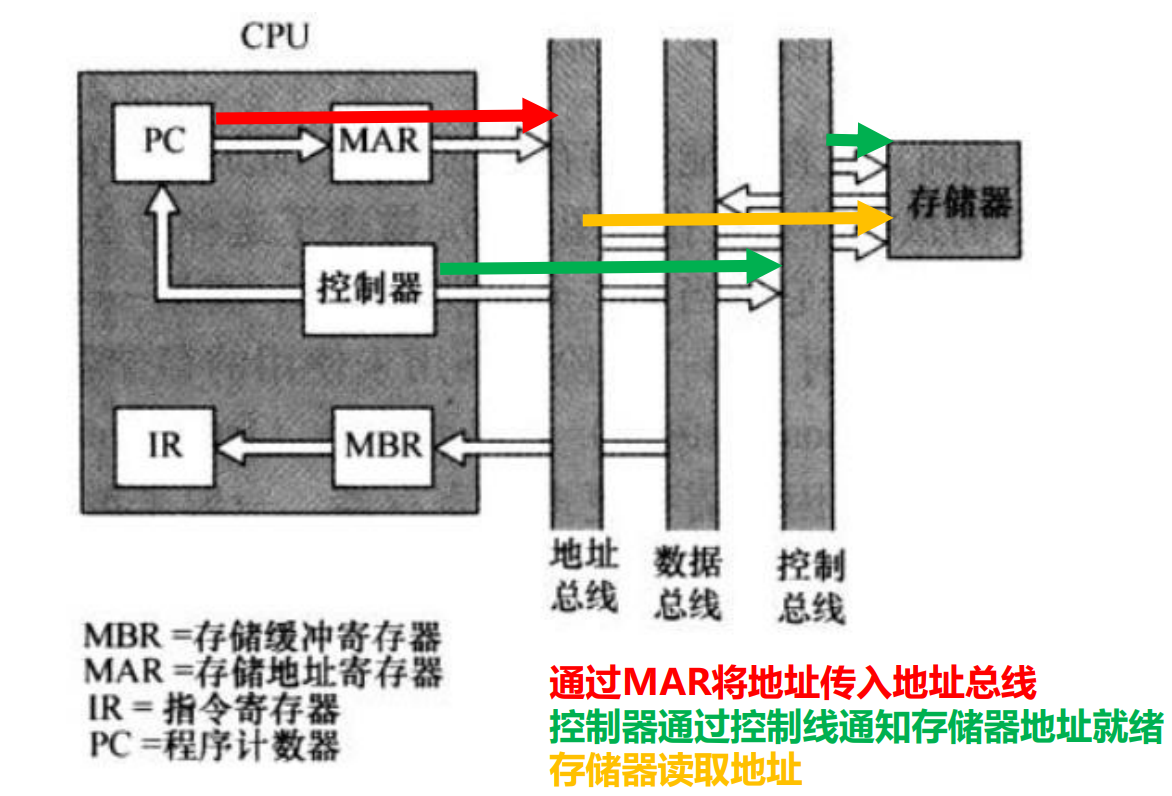 CPU
PC
MAR
存储器
控制器
IR
MBR
地址
总线
数据
总线
控制
总线
MBR =存储缓冲寄存器
MAR =存储地址寄存器
IR = 指令寄存器
PC =程序计数器
通过MAR将地址传入地址总线
控制器通过控制线通知存储器地址就绪
存储器读取地址